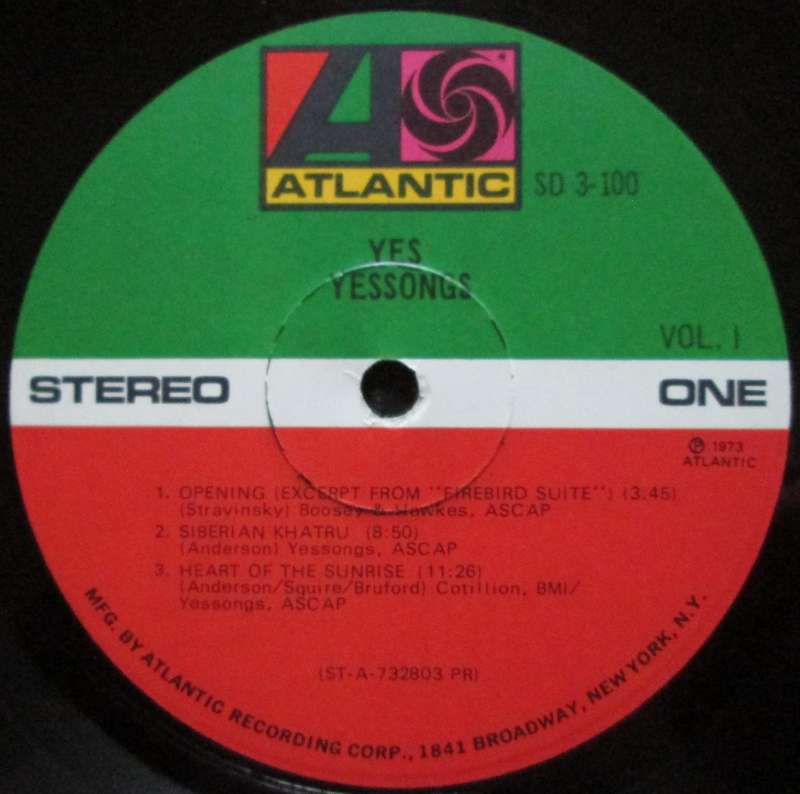 ATLANTIC
SD 3-100
YES
YESSONGS
VOL. 1
STEREO
ONE
℗ 1973
ATLANTIC
1. OPENING (EXCERPT FROM "FIREBIRD SUITE") (3:45)
(Stravinsky) Boosey & Hawkes, ASCAP
2. SIBERIAN KHATRU (8:50)
(Anderson) Yessongs, ASCAP
3. HEART OF THE SUNRISE (11:26)
(Anderson/Squire/Bruford) Cotillion, BMI/
Yessongs, ASCAP
(ST-A-732803 PR)
MFG. BY ATLANTIC RECORDING CORP., 1841 BROADWAY, NEW YORK, N.Y.